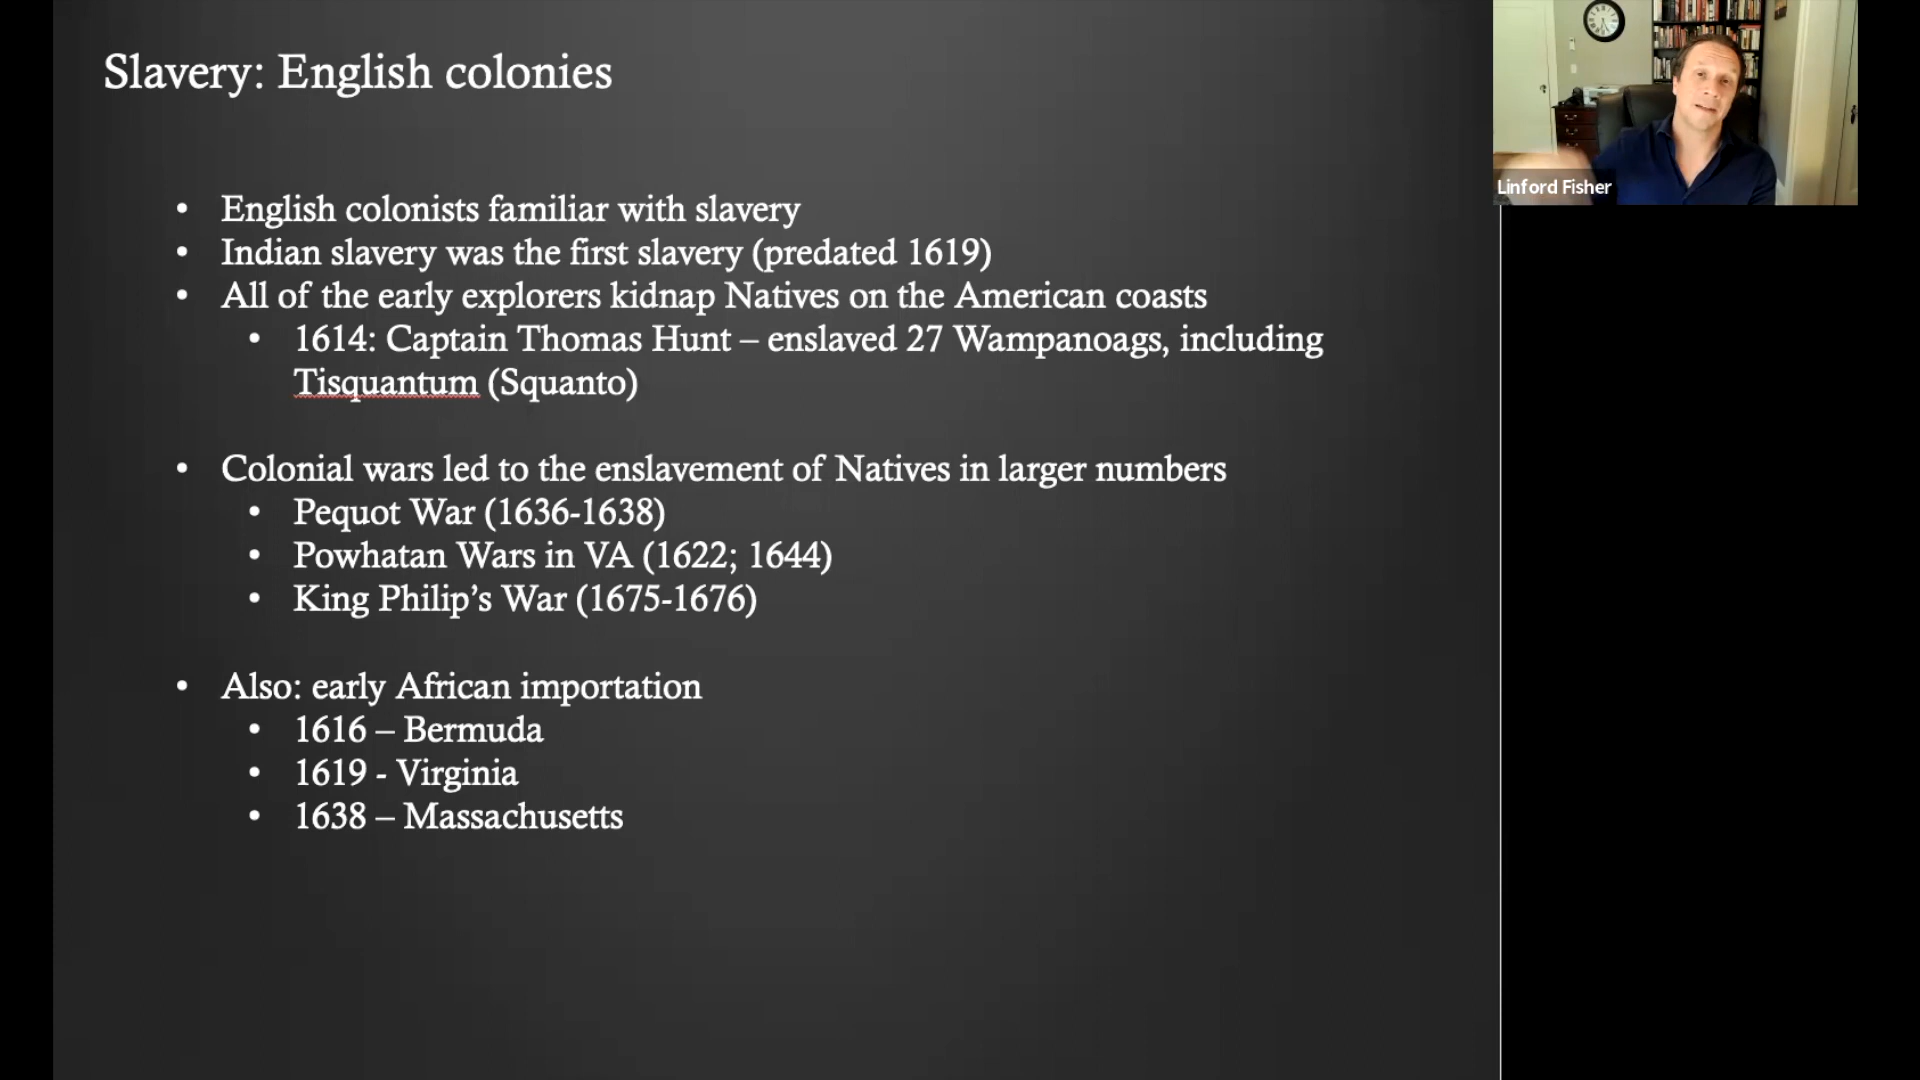 Slavery: English colonies
• English colonists familiar with slavery
• Indian slavery was the first slavery (predated 1619)
• All of the early explorers kidnap Natives on the American coasts
• 1614: Captain Thomas Hunt – enslaved 27 Wampanoags, including
Tisquantum (Squanto)
• Colonial wars led to the enslavement of Natives in larger numbers
• Pequot War (1636-1638)
• Powhatan Wars in VA (1622; 1644)
• King Philip’s War (1675-1676)
• Also: early African importation
• 1616 – Bermuda
• 1619 - Virginia
• 1638 – Massachusetts
Linford Fisher